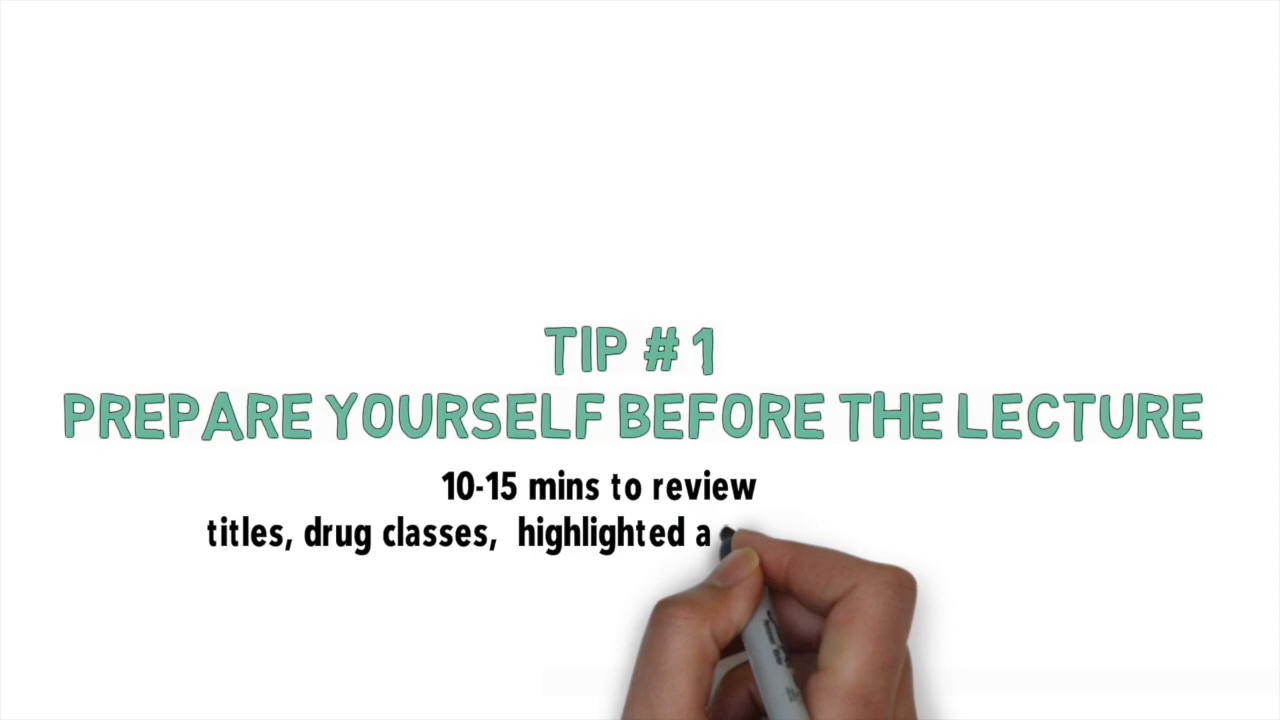 TIP # 1
PREPARE YOURSELF BEFORE THE LECTURE
10-15 mins to review
titles, drug classes, highlighted a